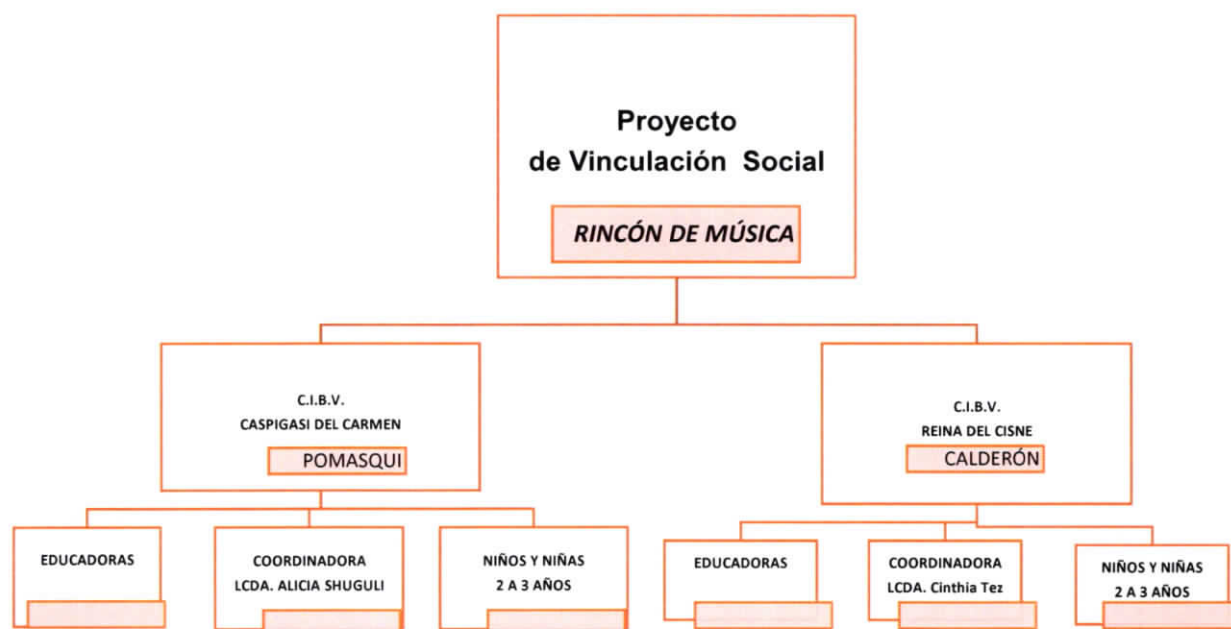 Proyecto
de Vinculación Social
RINCÓN DE MÚSICA
C.I.B.V.
CASPIGASI DEL CARMEN
POMASQUI
C.I.B.V.
REINA DEL CISNE
CALDERÓN
EDUCADORAS
COORDINADORA
LCDA. ALICIA SHUGULI
NIÑOS Y NIÑAS
2 A 3 AÑOS
EDUCADORAS
COORDINADORA
LCDA. Cinthia Tez
NIÑOS Y NIÑAS
2 A 3 AÑOS